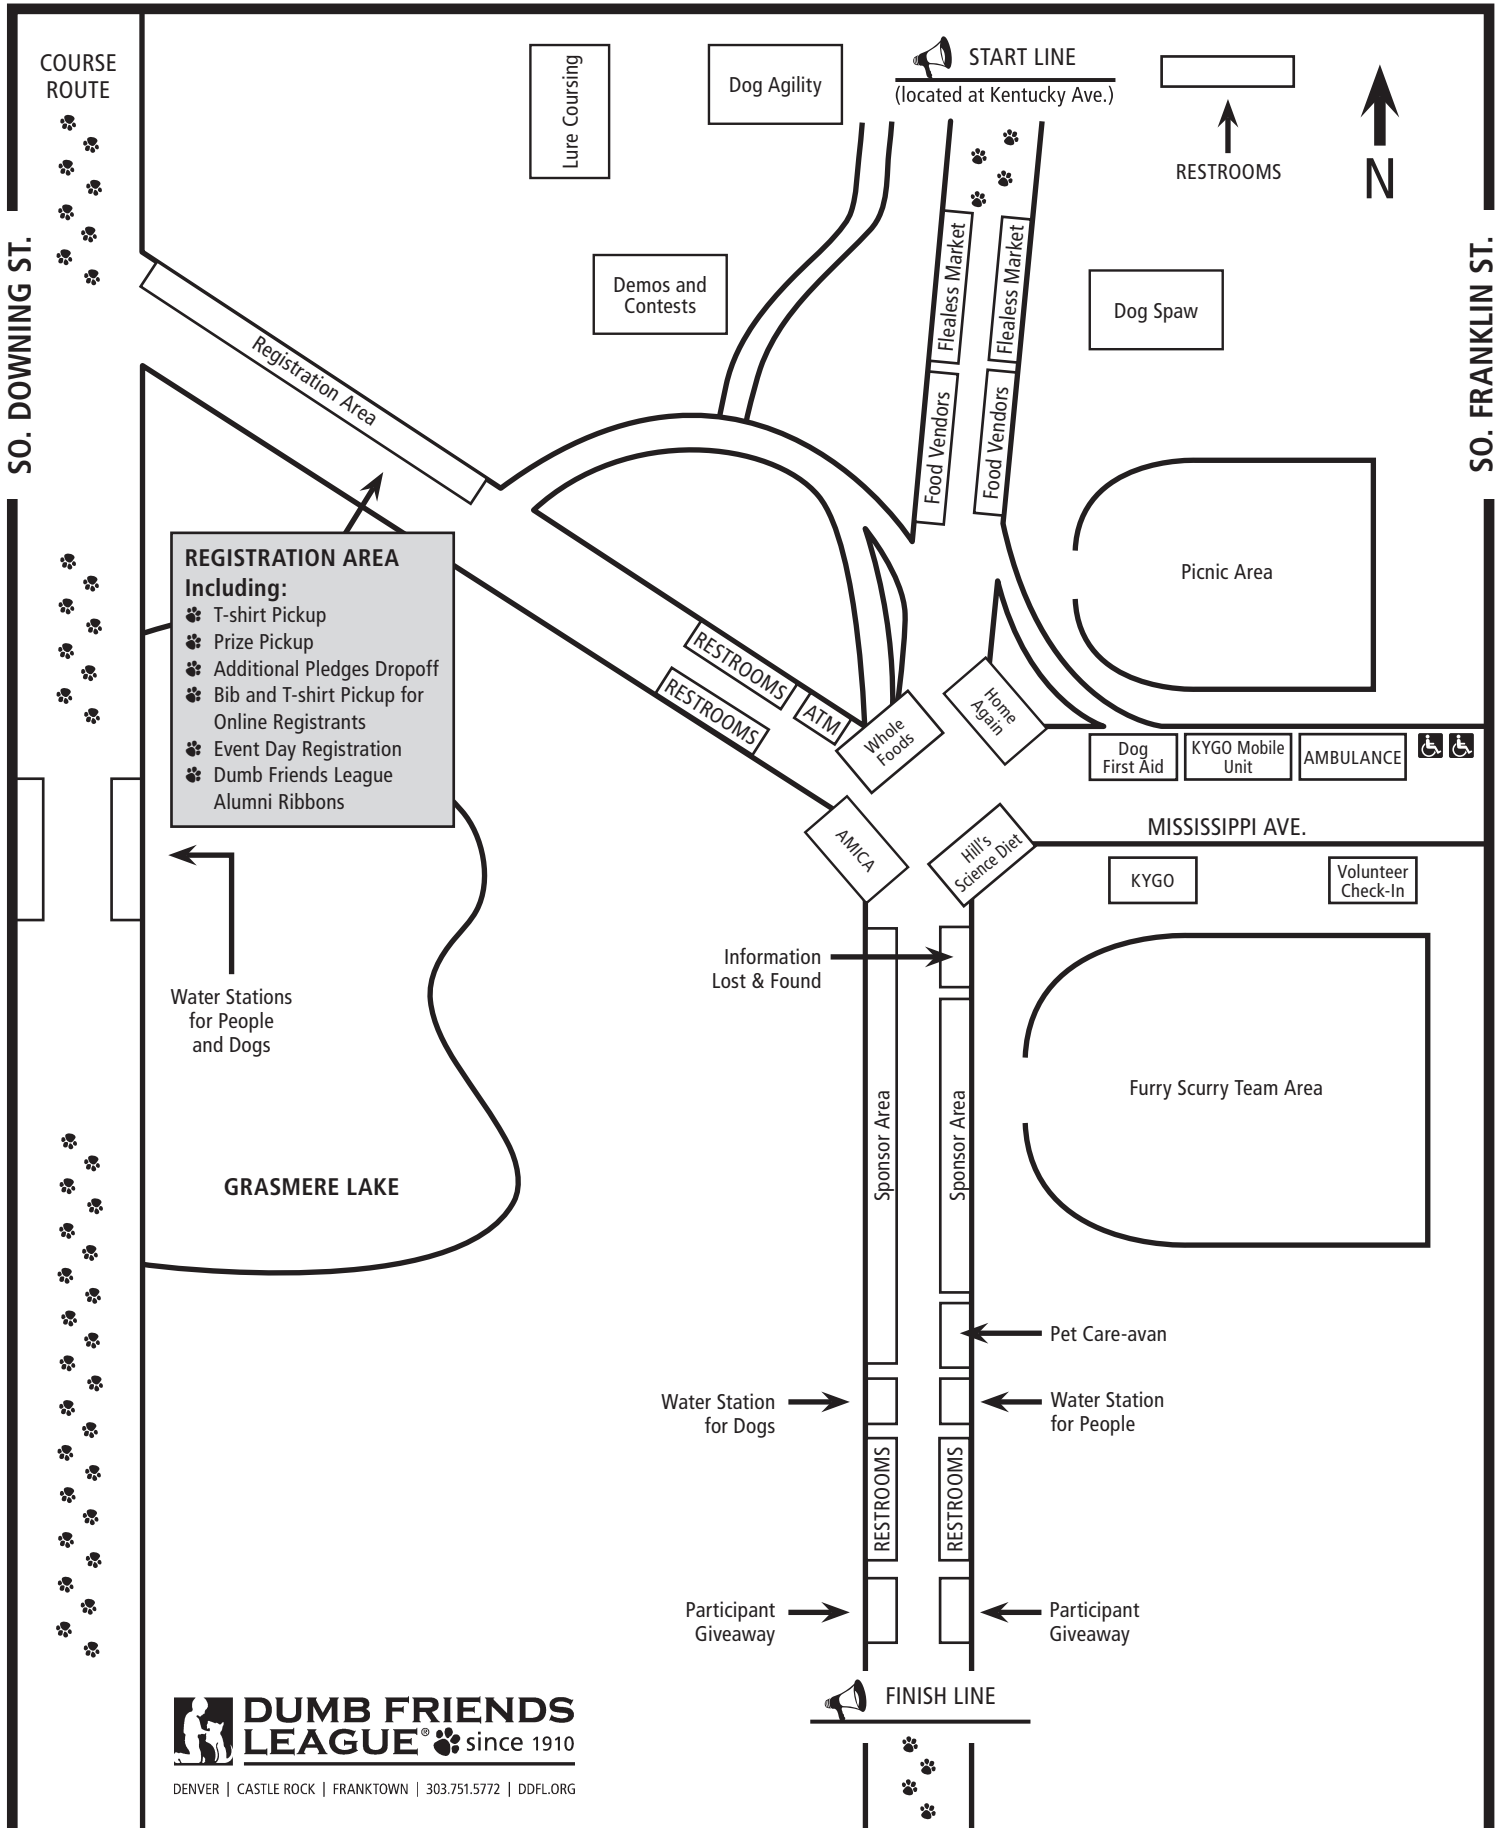 COURSE
ROUTE
Lure Coursing
Dog Agility
START LINE
(located at Kentucky Ave.)
RESTROOMS
N
SO. DOWNING ST.
SO. FRANKLIN ST.
Demos and
Contests
Flealess Market
Flealess Market
Dog Spaw
Registration Area
Food Vendors
Food Vendors
Picnic Area
REGISTRATION AREA
Including:
T-shirt Pickup
Prize Pickup
Additional Pledges Dropoff
Bib and T-shirt Pickup for
Online Registrants
Event Day Registration
Dumb Friends League
Alumni Ribbons
RESTROOMS
RESTROOMS
ATM
Whole
Foods
Home
Again
Dog
First Aid
KYGO Mobile
Unit
AMBULANCE
MISSISSIPPI AVE.
AMICA
Hill's
Science Diet
KYGO
Volunteer
Check-In
Information
Lost & Found
Water Stations
for People
and Dogs
Sponsor Area
Sponsor Area
Furry Scurry Team Area
GRASMERE LAKE
Pet Care-avan
Water Station
for Dogs
Water Station
for People
RESTROOMS
RESTROOMS
Participant
Giveaway
Participant
Giveaway
FINISH LINE
DUMB FRIENDS
LEAGUE® since 1910
DENVER | CASTLE ROCK | FRANKTOWN | 303.751.5772 | DDFL.ORG